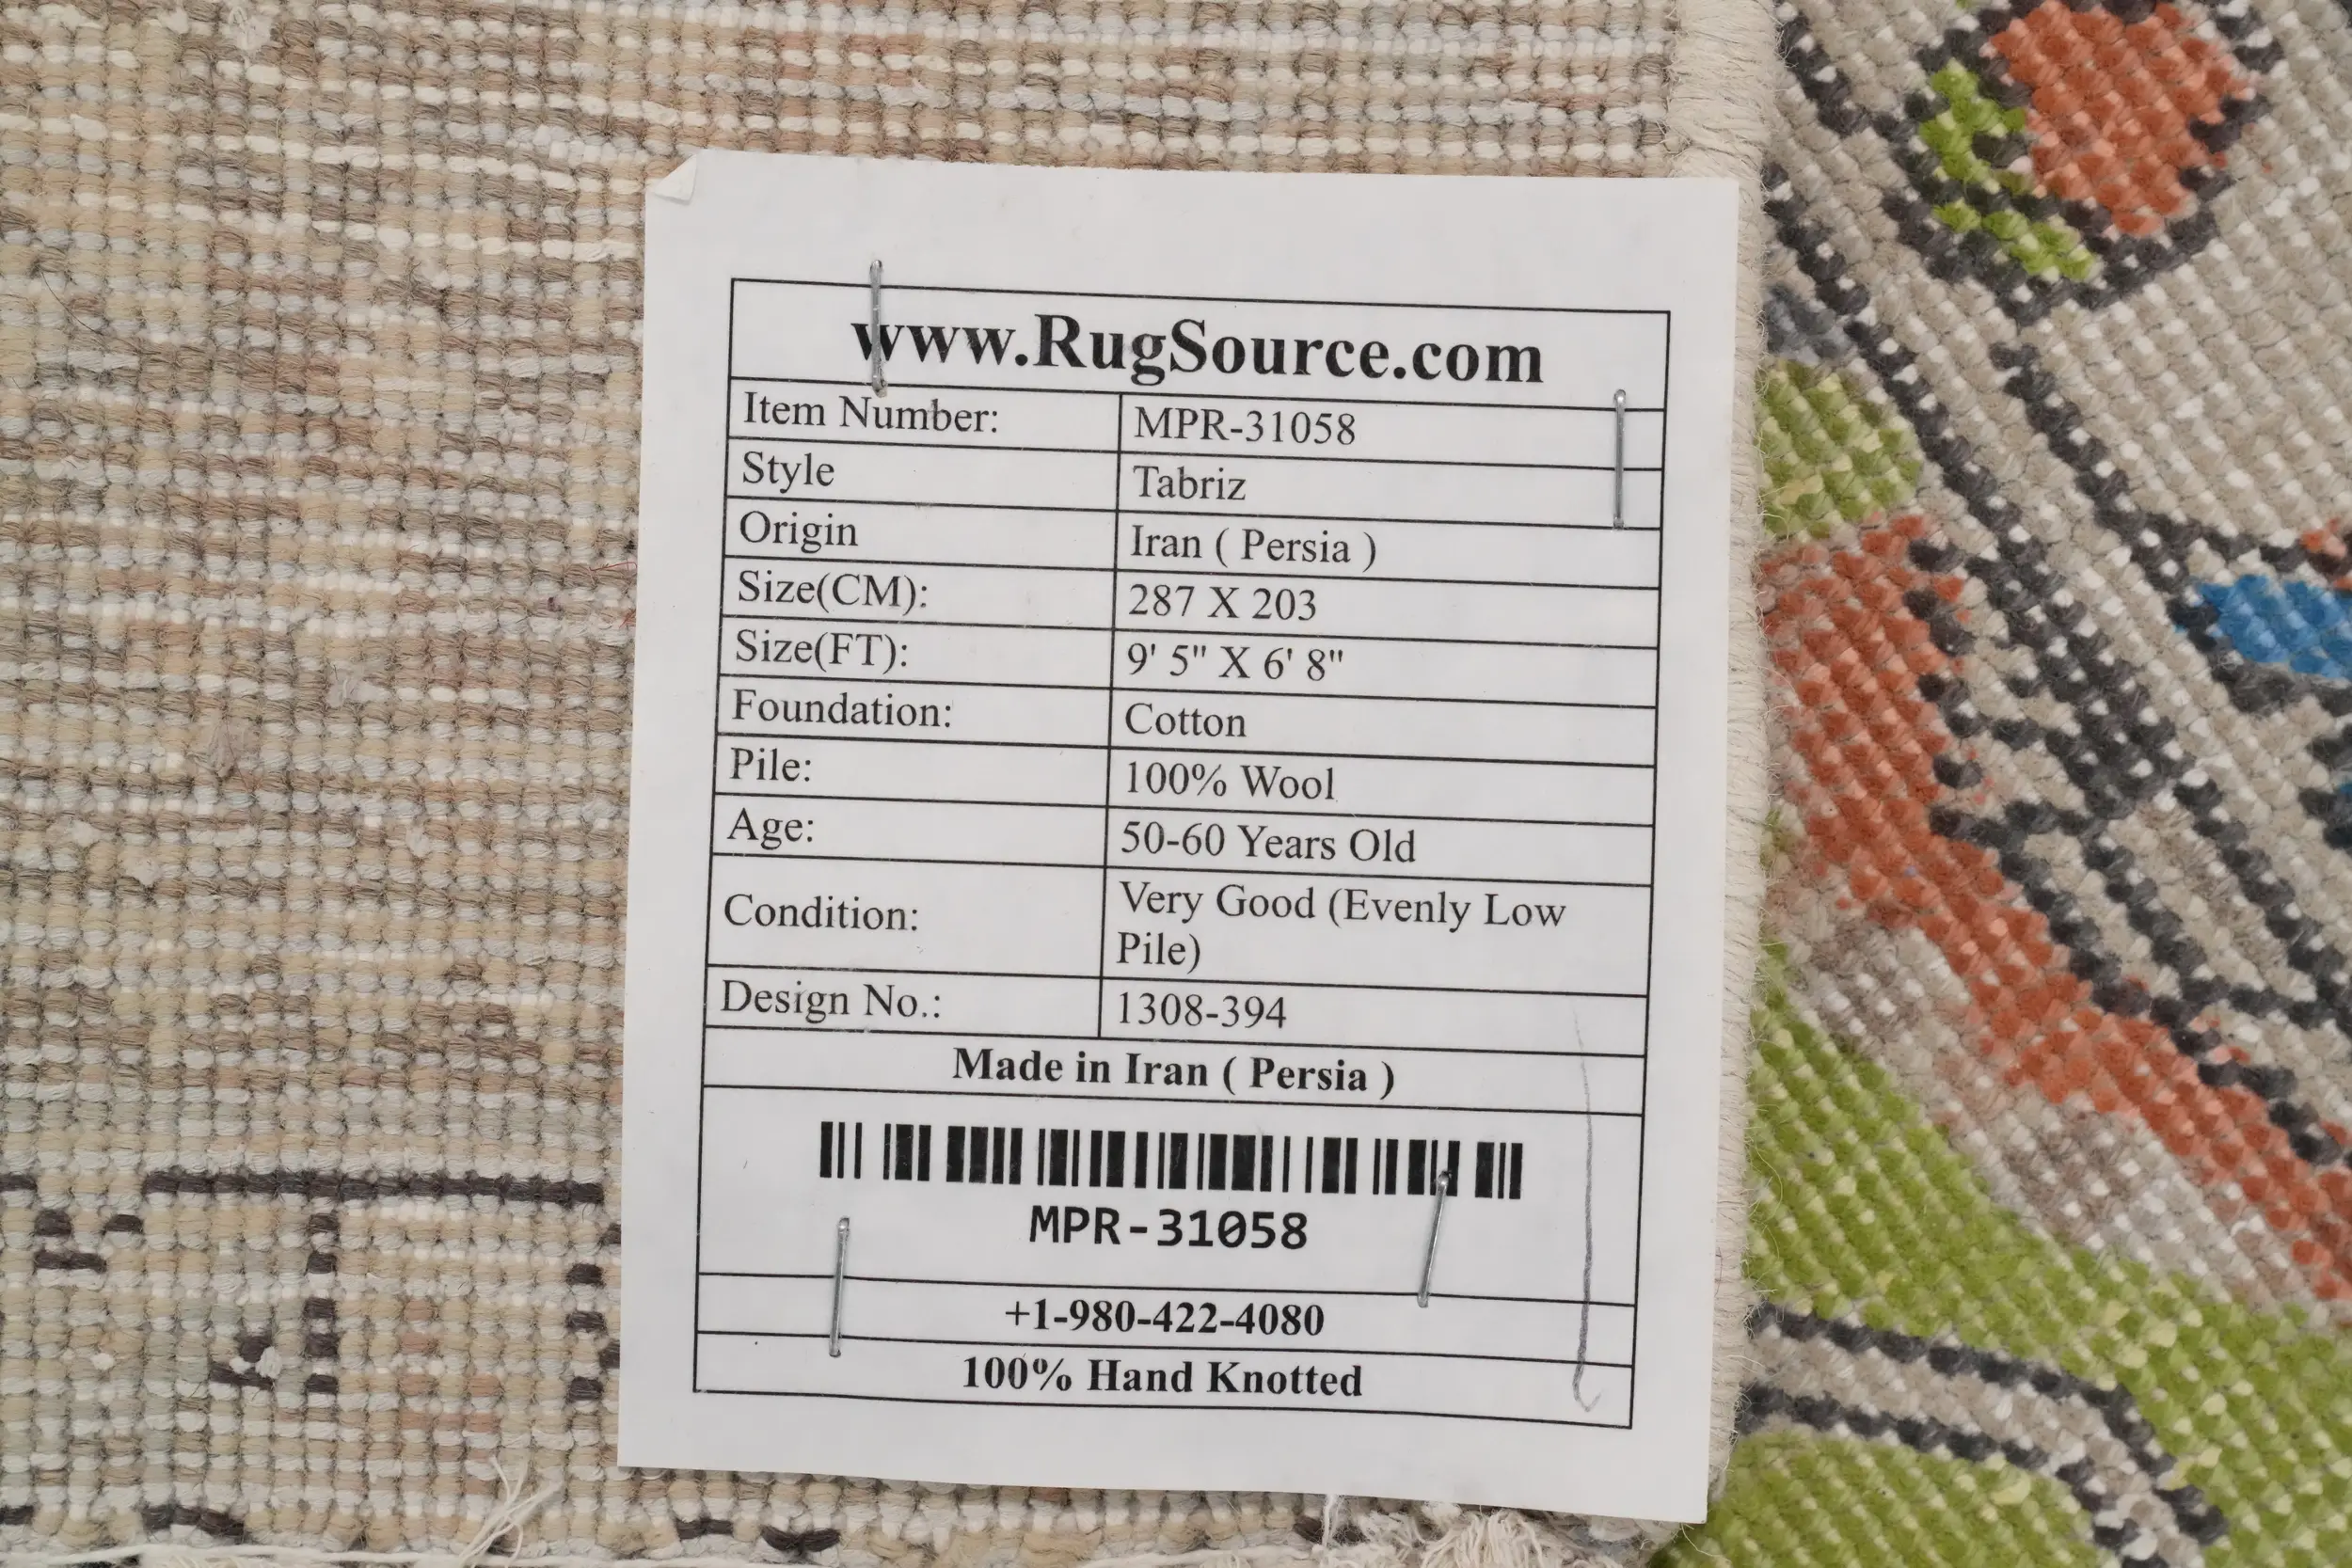 www.RugSource.com
Item Number: MPR-31058
Style Tabriz
Origin Iran ( Persia )
Size(CM): 287 X 203
Size(FT): 9' 5" X 6' 8"
Foundation: Cotton
Pile: 100% Wool
Age: 50-60 Years Old
Condition: Very Good (Evenly Low
Pile)
Design No.: 1308-394
Made in Iran ( Persia )
MPR-31058
+1-980-422-4080
100% Hand Knotted